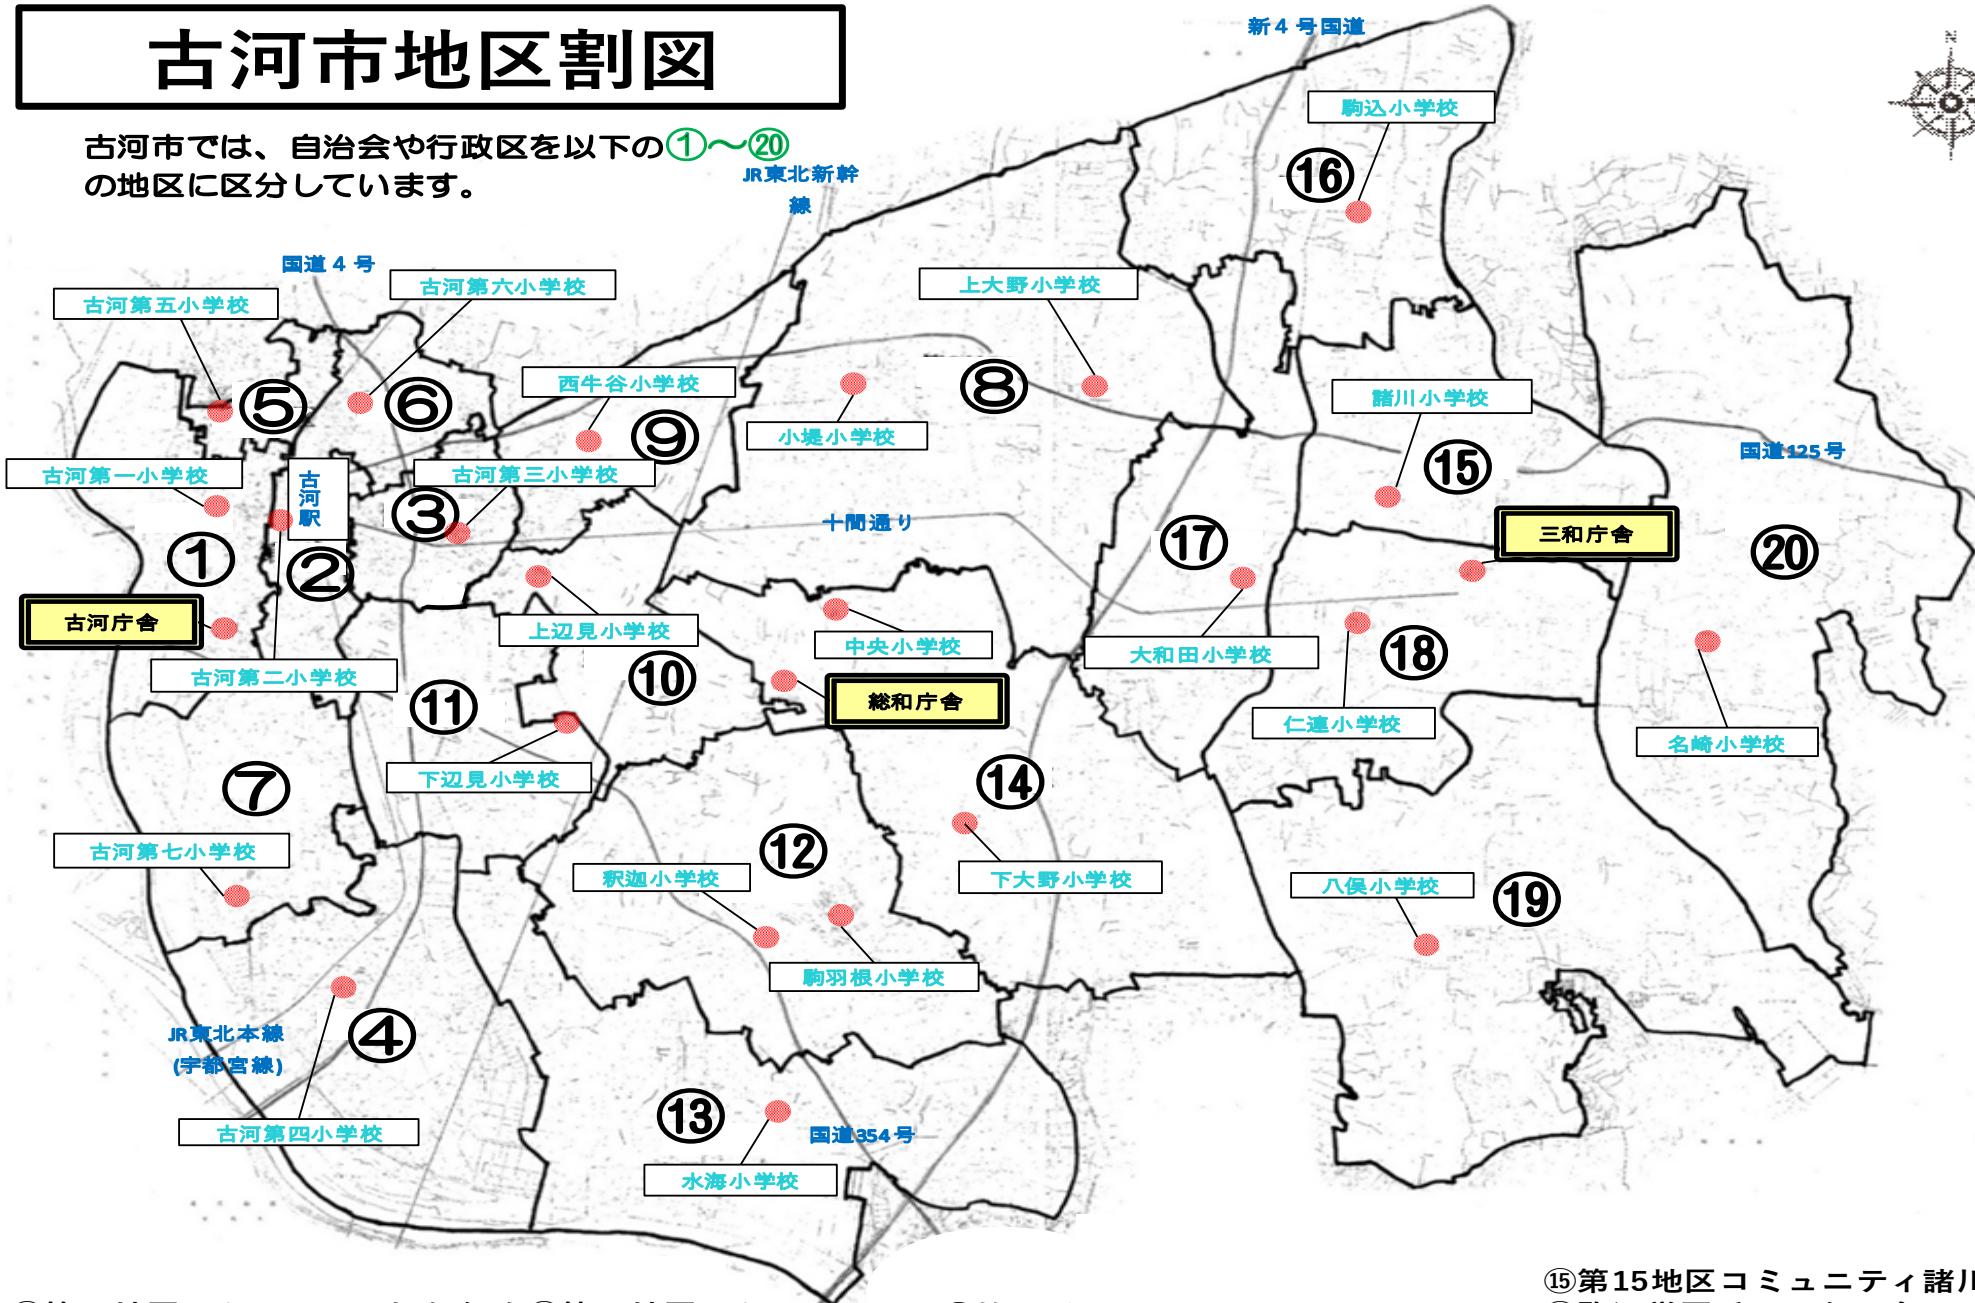 古河市地区割図
古河市では、自治会や行政区を以下の①～⑳
の地区に区分しています。
新4号国道
N
駒込小学校
⑯
JR東北新幹
線
国道4号
古河第六小学校
古河第五小学校
上大野小学校
西牛谷小学校
⑤
⑥
⑨
⑧
小堤小学校
諸川小学校
⑮
国道125号
古河第一小学校
古河駅
古河第三小学校
③
十間通り
三和庁舎
①
②
⑰
⑳
古河庁舎
上辺見小学校
中央小学校
大和田小学校
⑱
古河第二小学校
⑩
総和庁舎
⑪
仁連小学校
名崎小学校
下辺見小学校
⑦
⑭
古河第七小学校
⑫
釈迦小学校
下大野小学校
八俣小学校
⑲
駒羽根小学校
JR東北本線
(宇都宮線)
④
⑬
国道354号
古河第四小学校
水海小学校
⑮第15地区コミュニティ諸川